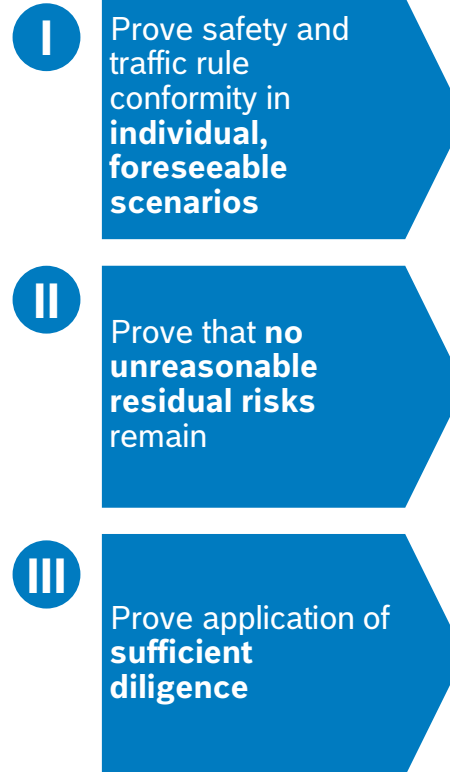 I
Prove safety and
traffic rule
conformity in
individual,
foreseeable
scenarios
II
Prove that no
unreasonable
residual risks
remain
III
Prove application of
sufficient
diligence